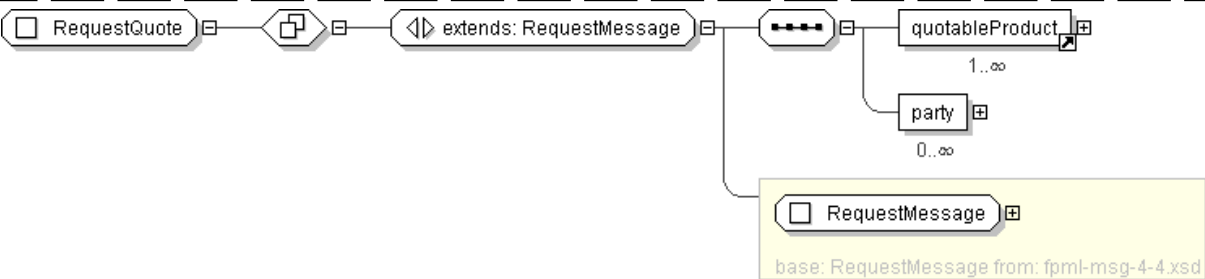 RequestQuote
extends: RequestMessage
quotableProduct
1..∞
party
0..∞
RequestMessage
base: RequestMessage from: fpml-msg-4-4.xsd